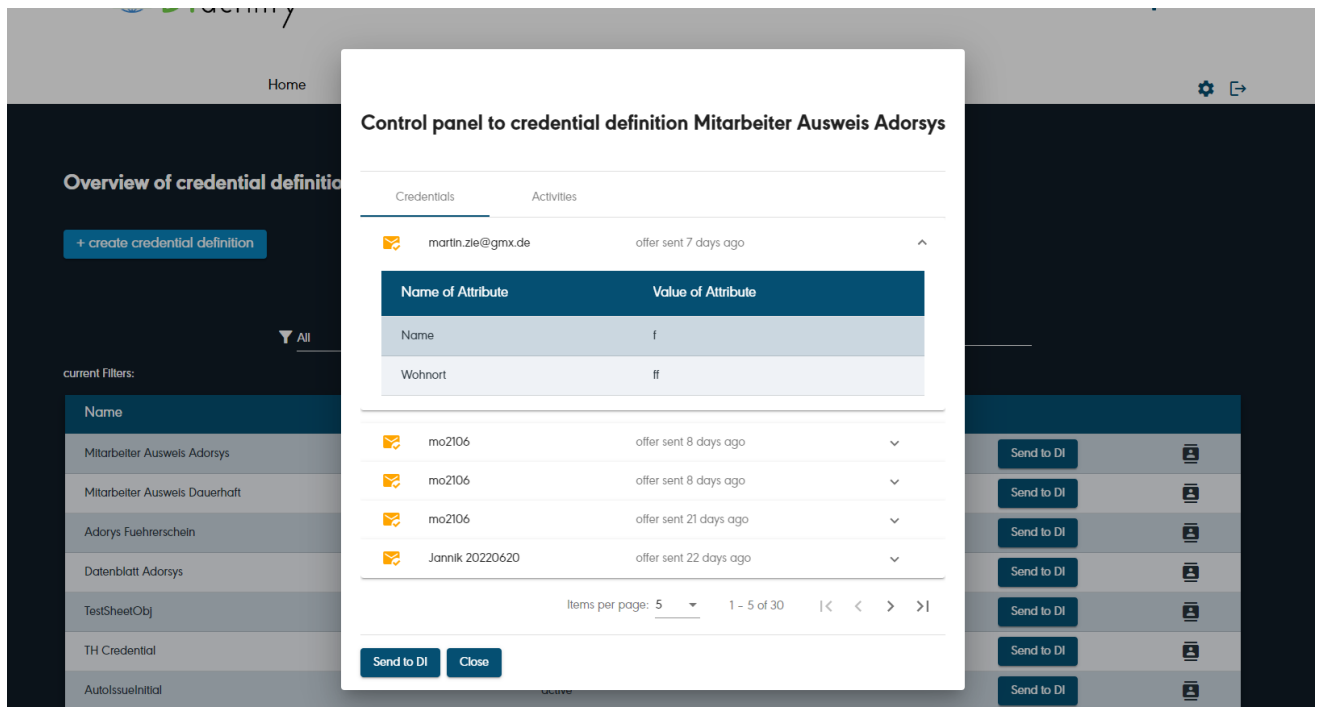 Home
Control panel to credential definition Mitarbeiter Ausweis Adorsys
Overview of credential definitio
Credentials Activities
+ create credential definition
martin.zie@gmx.de offer sent 7 days ago
Name of Attribute Value of Attribute
Name f
Wohnort ff
All
current Filters:
Name
mo2106 offer sent 8 days ago
Mitarbeiter Ausweis Adorsys Send to DI
mo2106 offer sent 8 days ago
Mitarbeiter Ausweis Dauerhaft Send to DI
mo2106 offer sent 21 days ago
Adorys Fuehrerschein Send to DI
Jannik 20220620 offer sent 22 days ago
Datenblatt Adorsys Send to DI
Items per page: 5 1 – 5 of 30
TestSheetObj Send to DI
TH Credential Send to DI
Send to DI Close
AutoIssueInitial active Send to DI